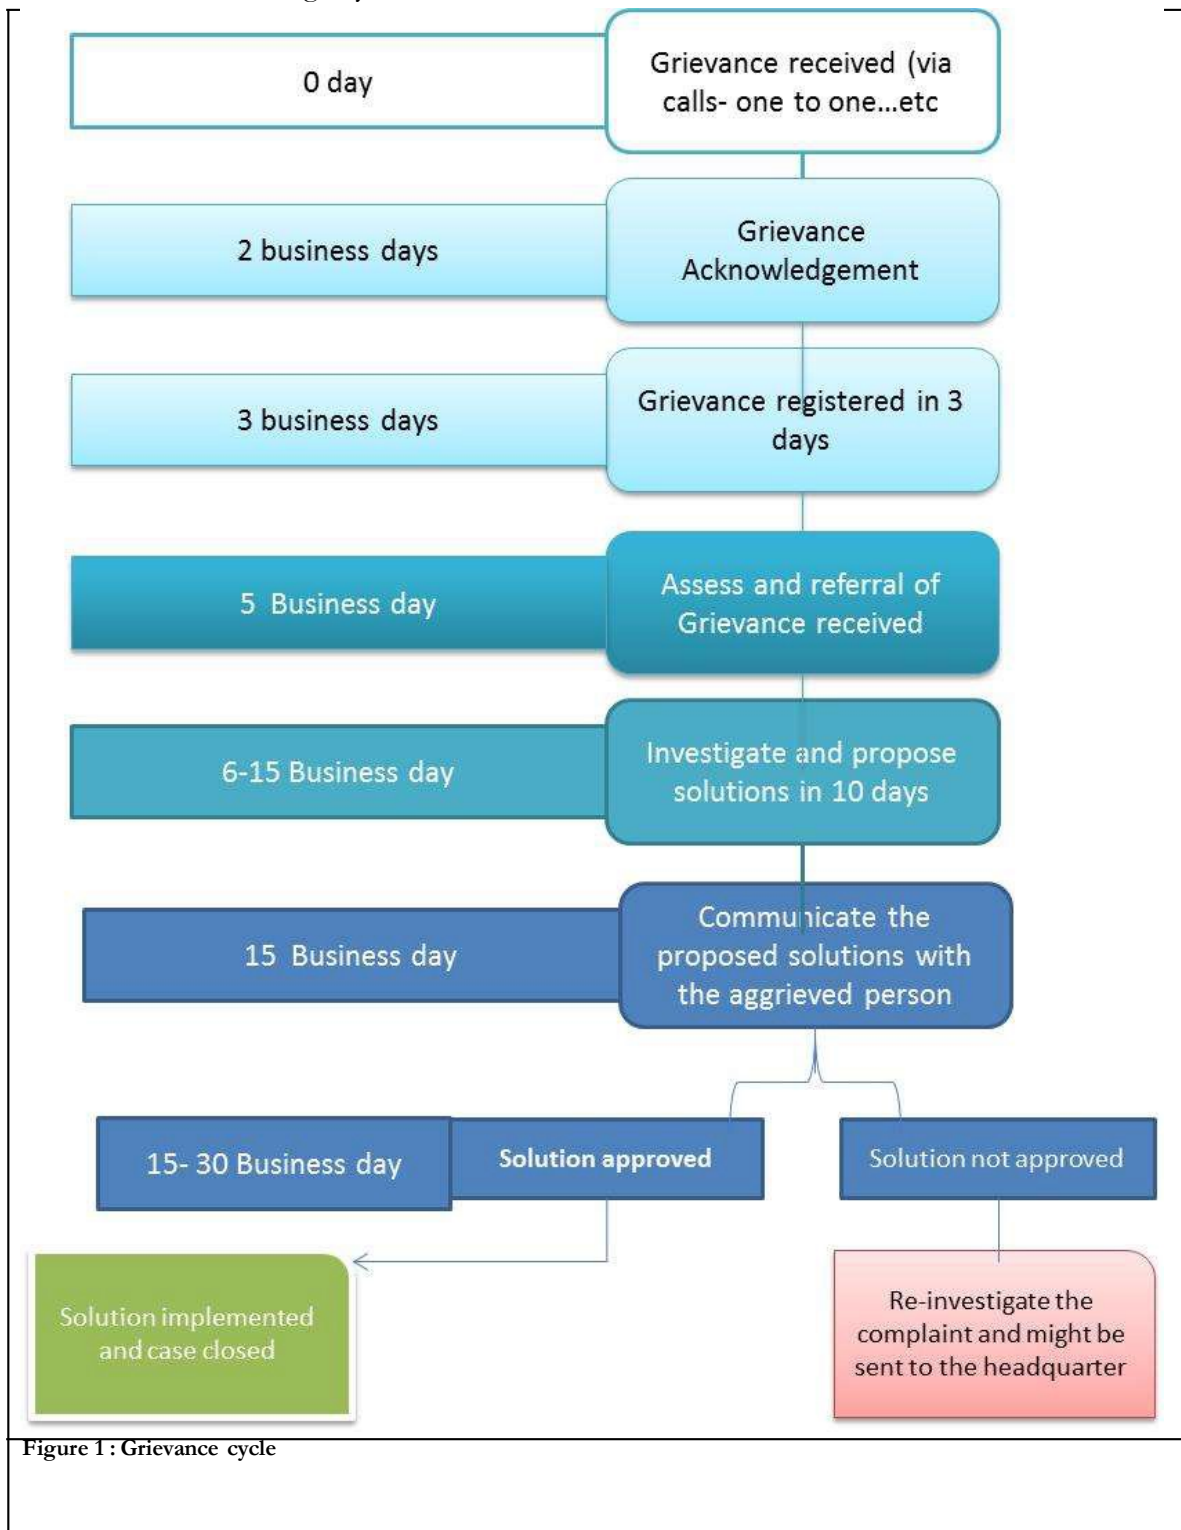 0 day
Grievance received (via
calls- one to one...etc
2 business days
Grievance
Acknowledgement
3 business days
Grievance registered in 3
days
5 Business day
Assess and referral of
Grievance received
6-15 Business day
Investigate and propose
solutions in 10 days
15 Business day
Communicate the
proposed solutions with
the aggrieved person
15- 30 Business day
Solution approved
Solution not approved
Solution implemented
and case closed
Re-investigate the
complaint and might be
sent to the headquarter
Figure 1 : Grievance cycle